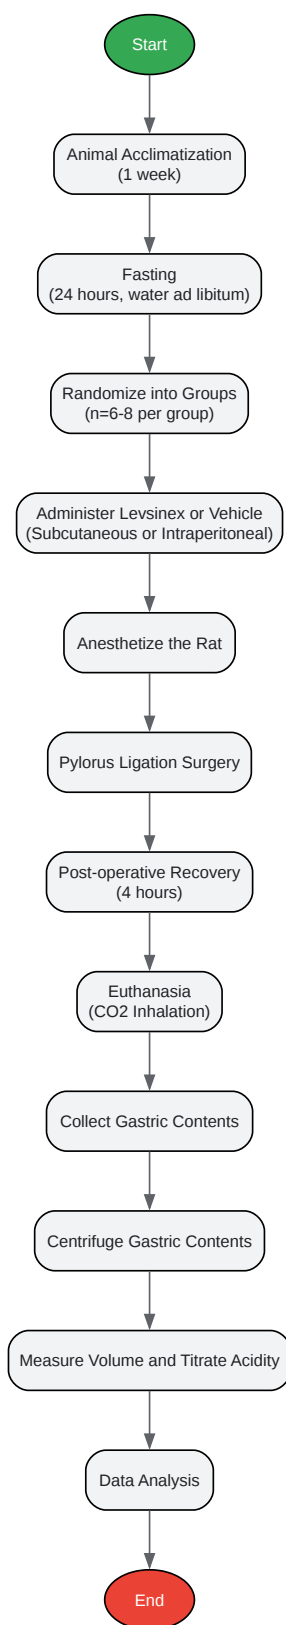 Start
Animal Acclimatization
(1 week)
Fasting
(24 hours, water ad libitum)
Randomize into Groups
(n=6-8 per group)
Administer Levsinex or Vehicle
(Subcutaneous or Intraperitoneal)
Anesthetize the Rat
Pylorus Ligation Surgery
Post-operative Recovery
(4 hours)
Euthanasia
(CO2 Inhalation)
Collect Gastric Contents
Centrifuge Gastric Contents
Measure Volume and Titrate Acidity
Data Analysis
End